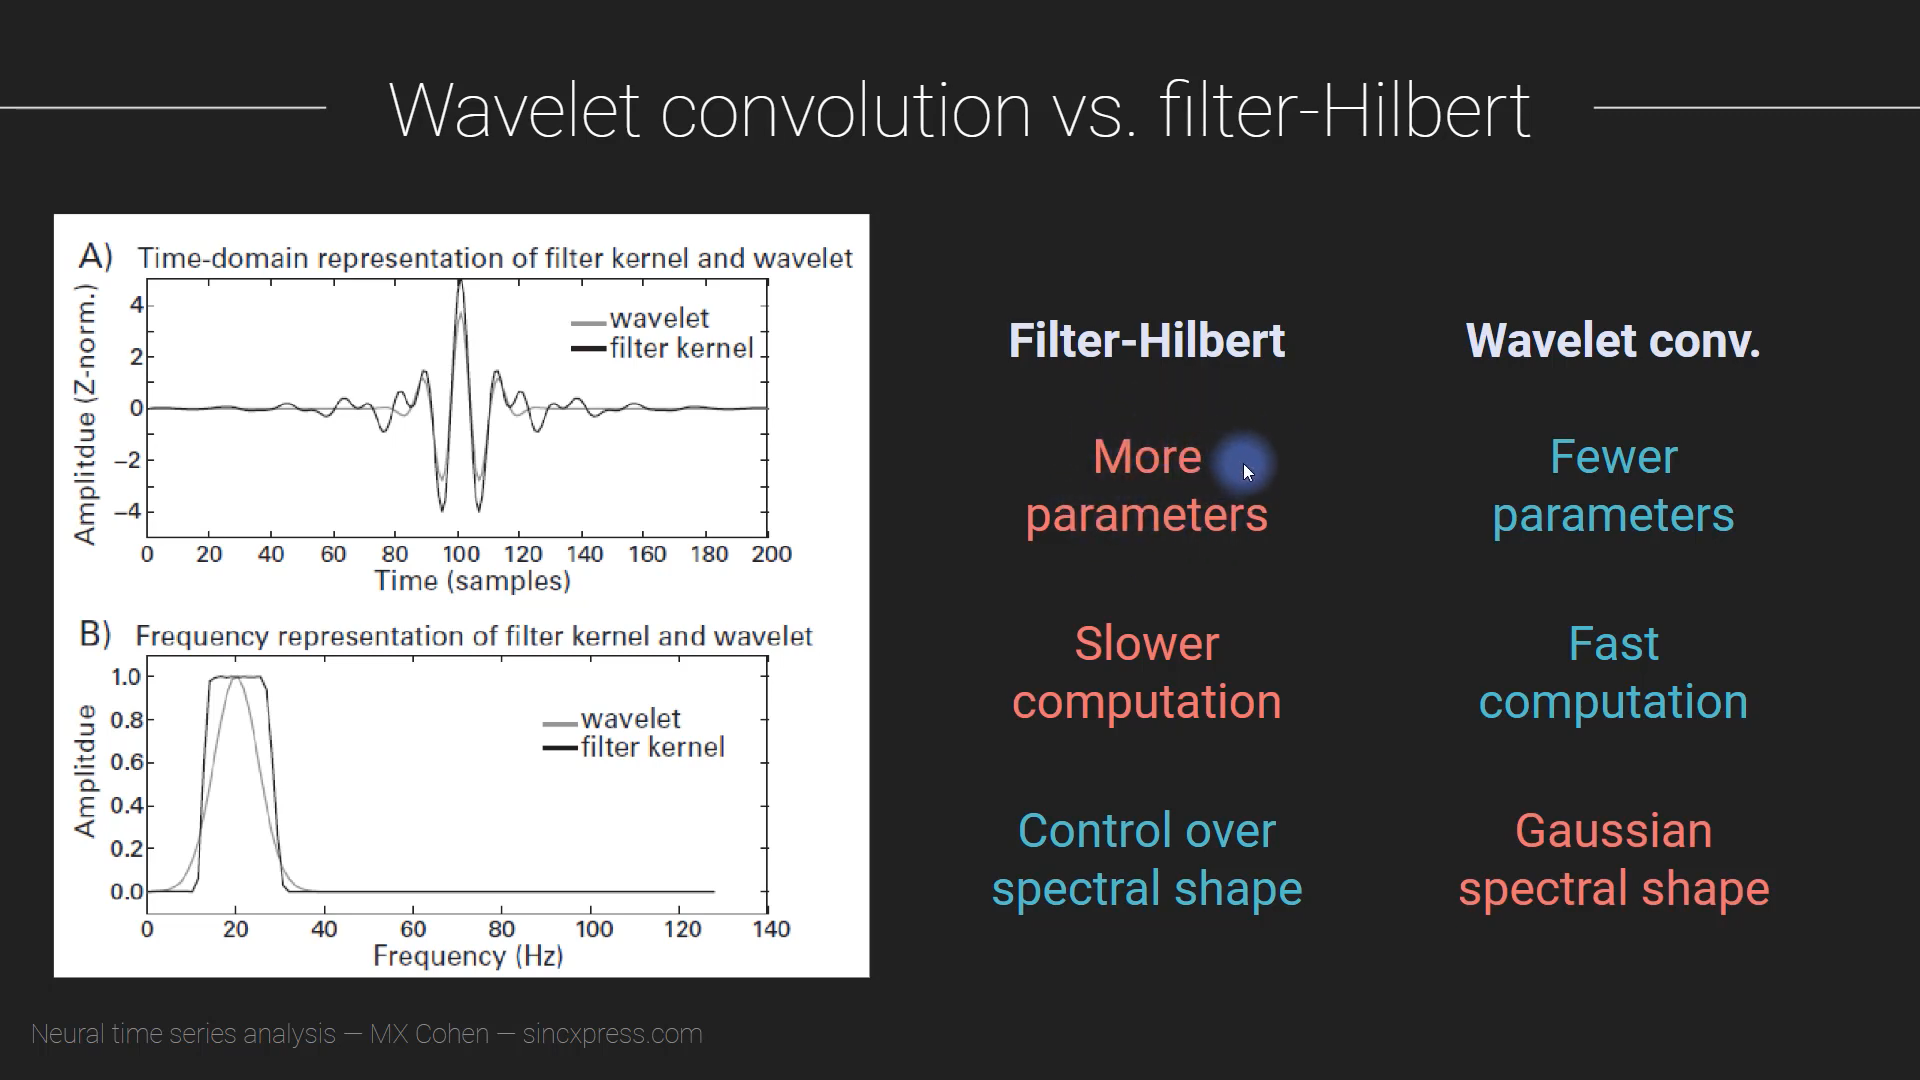 Wavelet convolution vs. filter-Hilbert
A) Time-domain representation of filter kernel and wavelet
Amplitdue (Z-norm.)
4
2
0
−2
−4
wavelet
filter kernel
0 20 40 60 80 100 120 140 160 180 200
Time (samples)
B) Frequency representation of filter kernel and wavelet
Amplitdue
1.0
0.8
0.6
0.4
0.2
0.0
wavelet
filter kernel
0 20 40 60 80 100 120 140
Frequency (Hz)
Filter-Hilbert
Wavelet conv.
More
parameters
Fewer
parameters
Slower
computation
Fast
computation
Control over
spectral shape
Gaussian
spectral shape
Neural time series analysis — MX Cohen — sincxpress.com